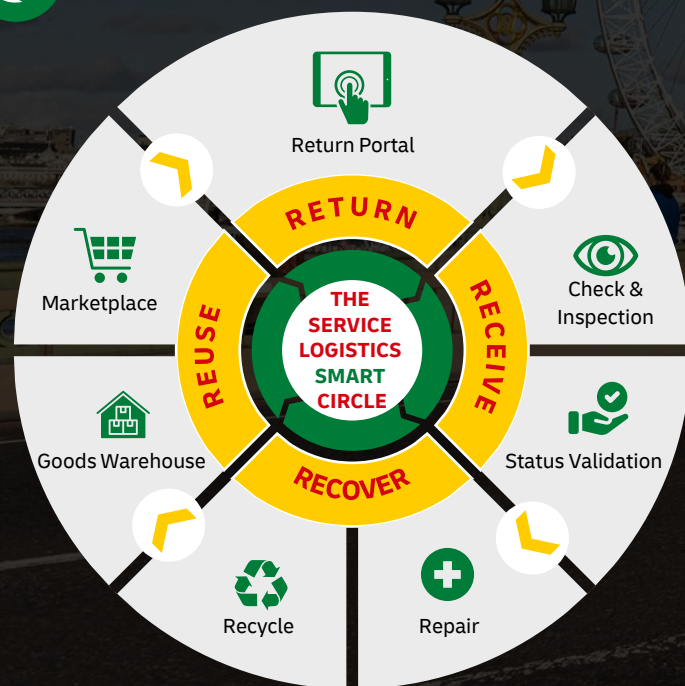 Return Portal
RETURN
Marketplace
Check &
Inspection
REUSE
THE
SERVICE
LOGISTICS
SMART
CIRCLE
RECEIVE
Goods Warehouse
Status Validation
RECOVER
Recycle
Repair